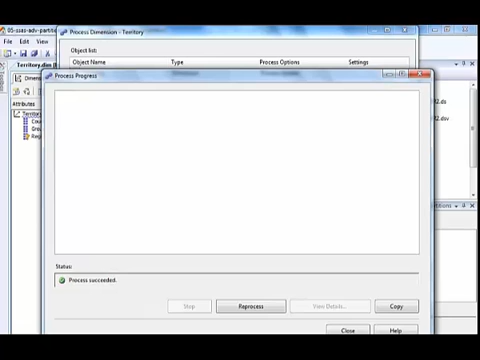 05-ssas-adv-partiti
Process Dimension - Territory
File Edit View
Object list:
Object Name Type Process Options Settings
Territory.dim
Process Progress
Attributes
Territory
Status:
Process succeeded.
Stop Reprocess View Details... Copy
Close Help